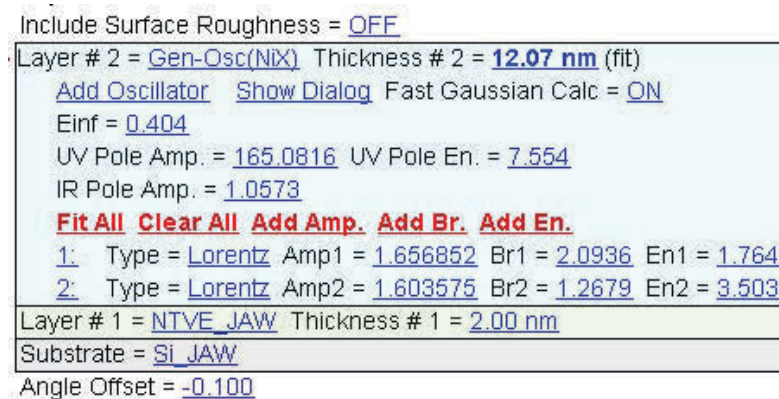 Include Surface Roughness = OFF
Layer # 2 = Gen-Osc(NiX) Thickness # 2 = 12.07 nm (fit)
Add Oscillator Show Dialog Fast Gaussian Calc = ON
Einf = 0.404
UV Pole Amp. = 165.0816 UV Pole En. = 7.554
IR Pole Amp. = 1.0573
Fit All Clear All Add Amp. Add Br. Add En.
1: Type = Lorentz Amp1 = 1.656852 Br1 = 2.0936 En1 = 1.764
2: Type = Lorentz Amp2 = 1.603575 Br2 = 1.2679 En2 = 3.503
Layer # 1 = NTVE_JAW Thickness # 1 = 2.00 nm
Substrate = Si_JAW
Angle Offset = -0.100